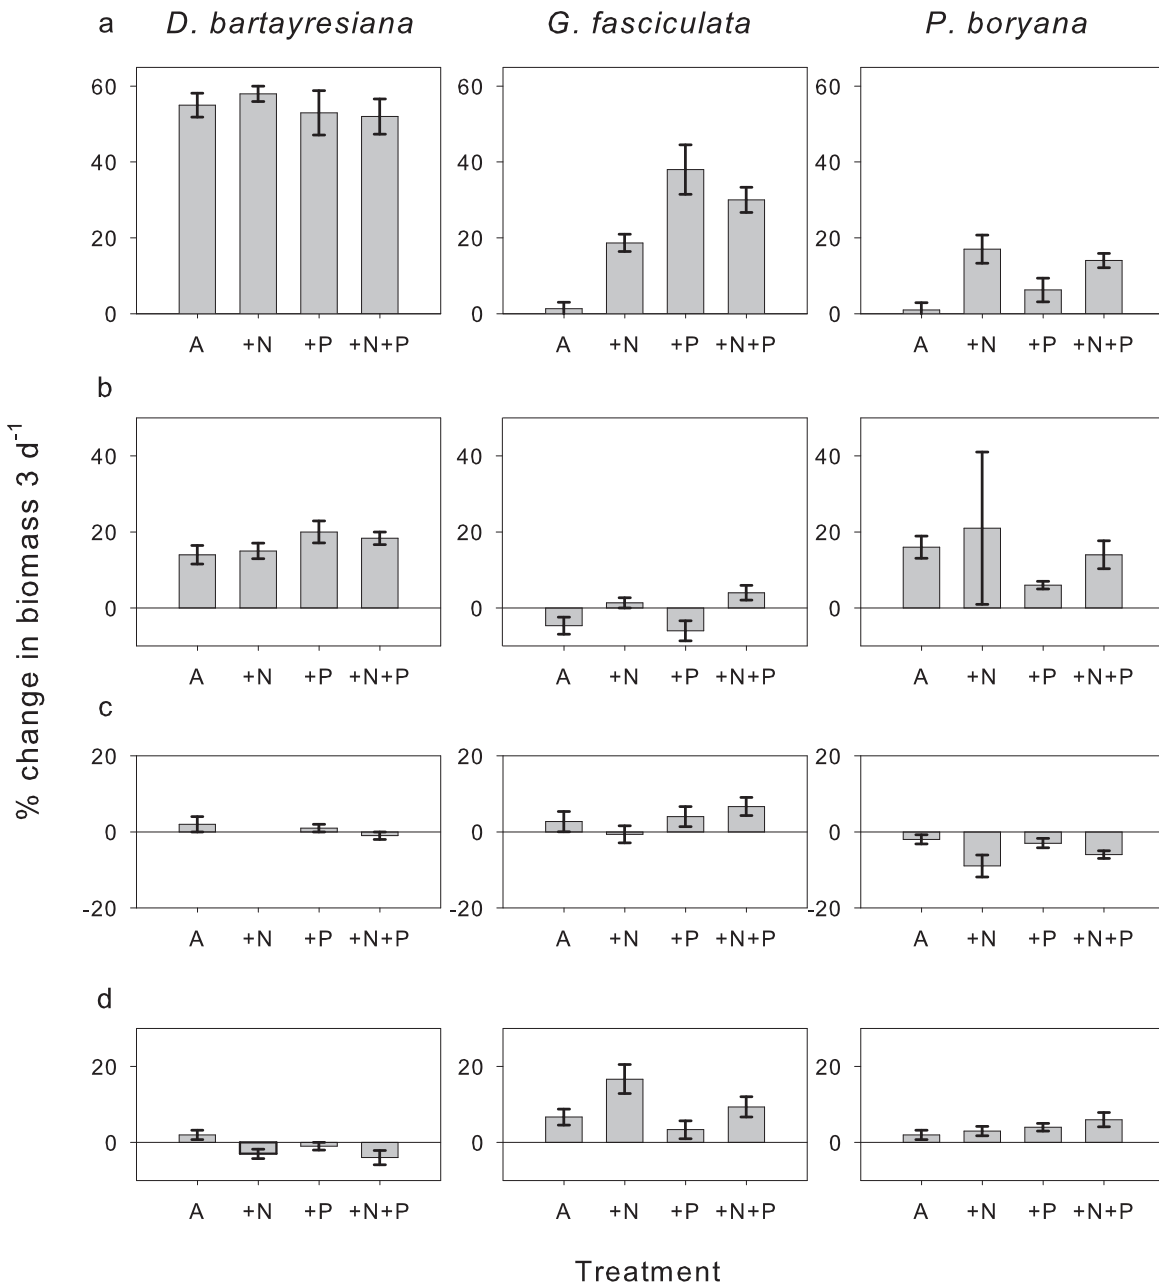 a D. bartayresiana G. fasciculata P. boryana
60 60 60
40 40 40
20 20 20
0 0 0
A +N +P +N+P A +N +P +N+P A +N +P +N+P
b
40 40 40
20 20 20
0 0 0
A +N +P +N+P A +N +P +N+P A +N +P +N+P
c
20 20 20
0 0 0
-20 -20 -20
A +N +P +N+P A +N +P +N+P A +N +P +N+P
d
20 20 20
0 0 0
A +N +P +N+P A +N +P +N+P A +N +P +N+P
% change in biomass 3 d⁻¹
Treatment